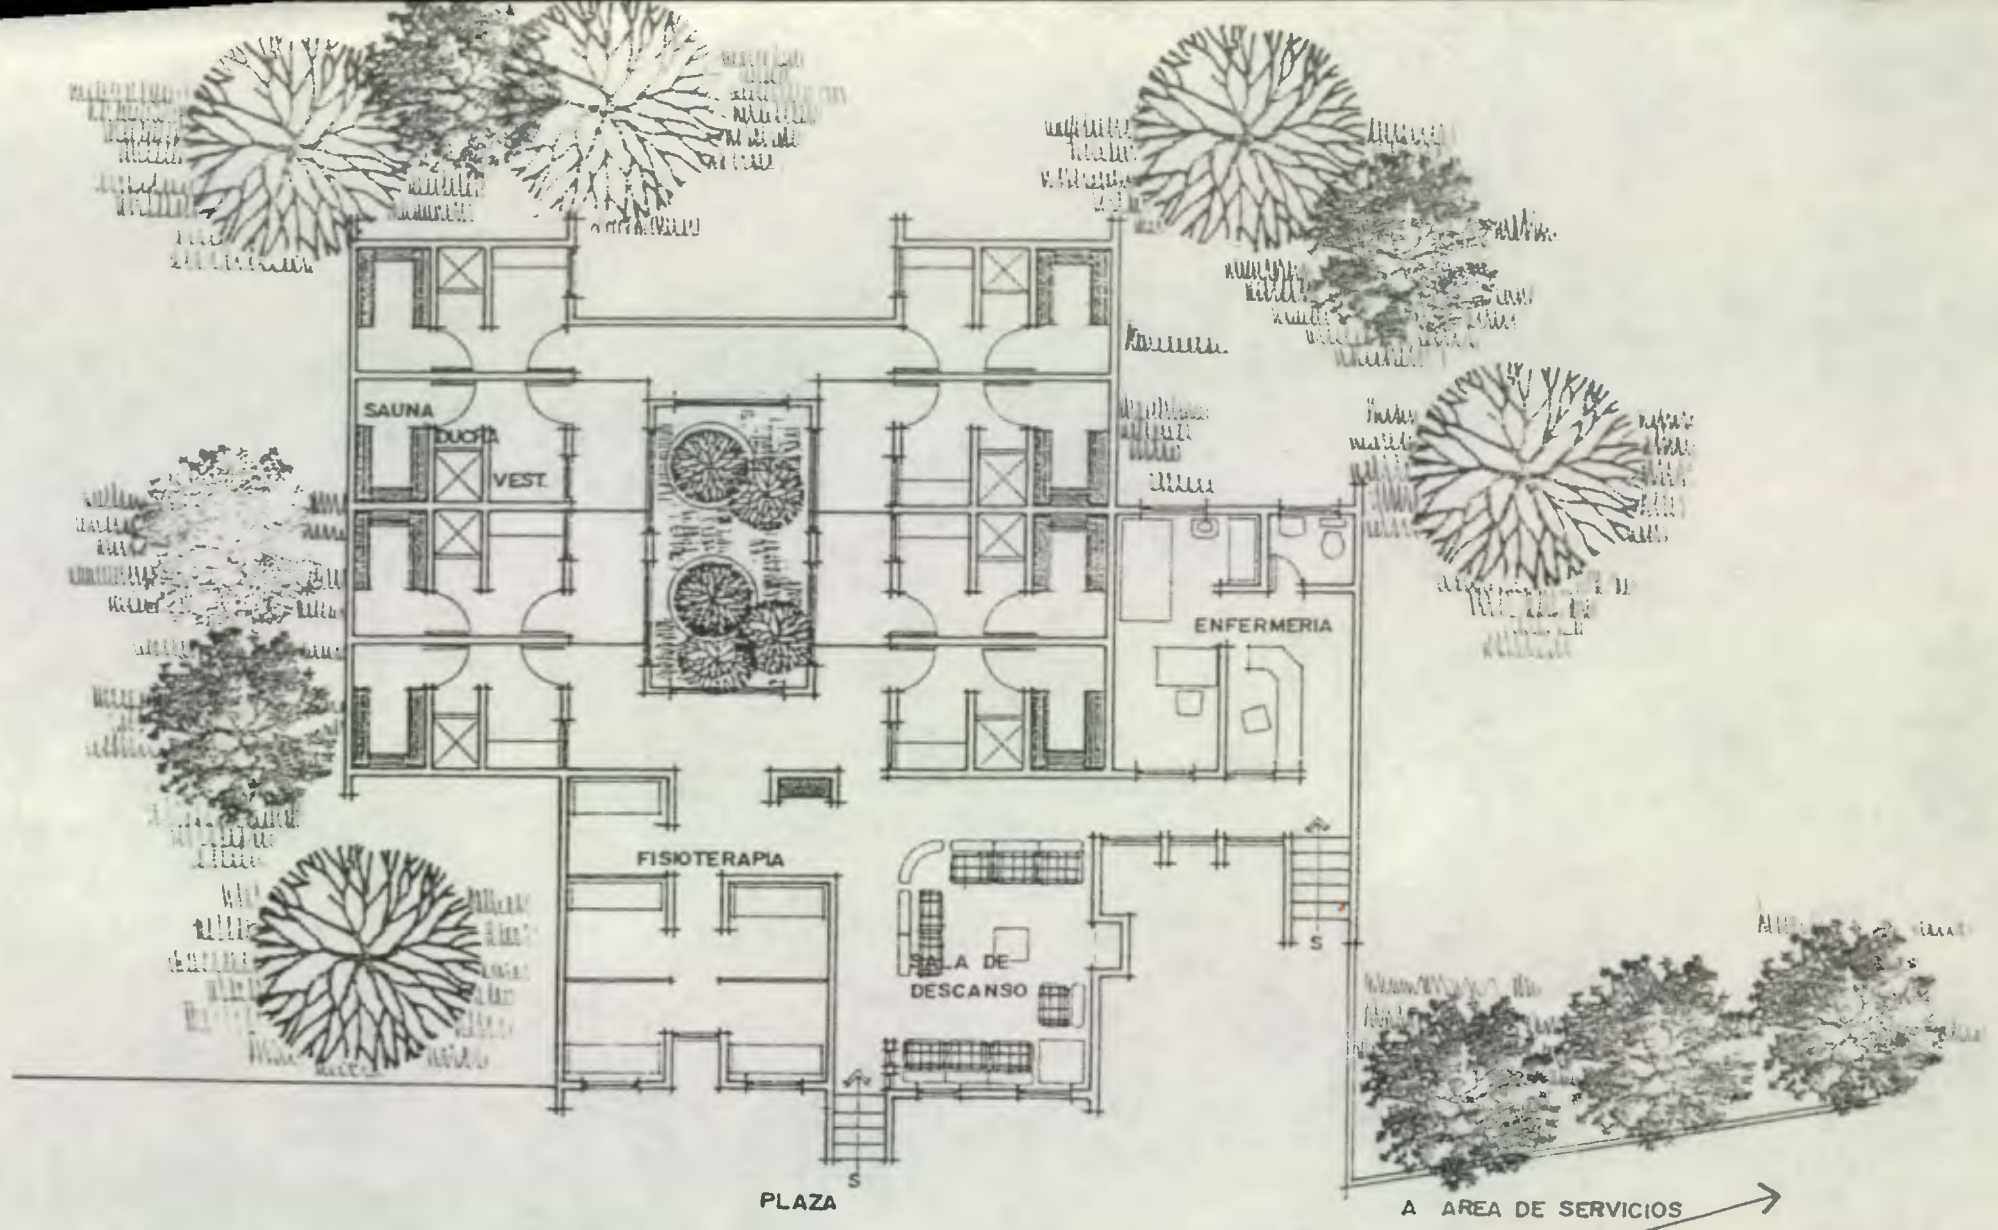 SAUNA
DUCHA
VEST.
ENFERMERIA
FISIOTERAPIA
SALA DE
DESCANSO
S
S
PLAZA
A AREA DE SERVICIOS